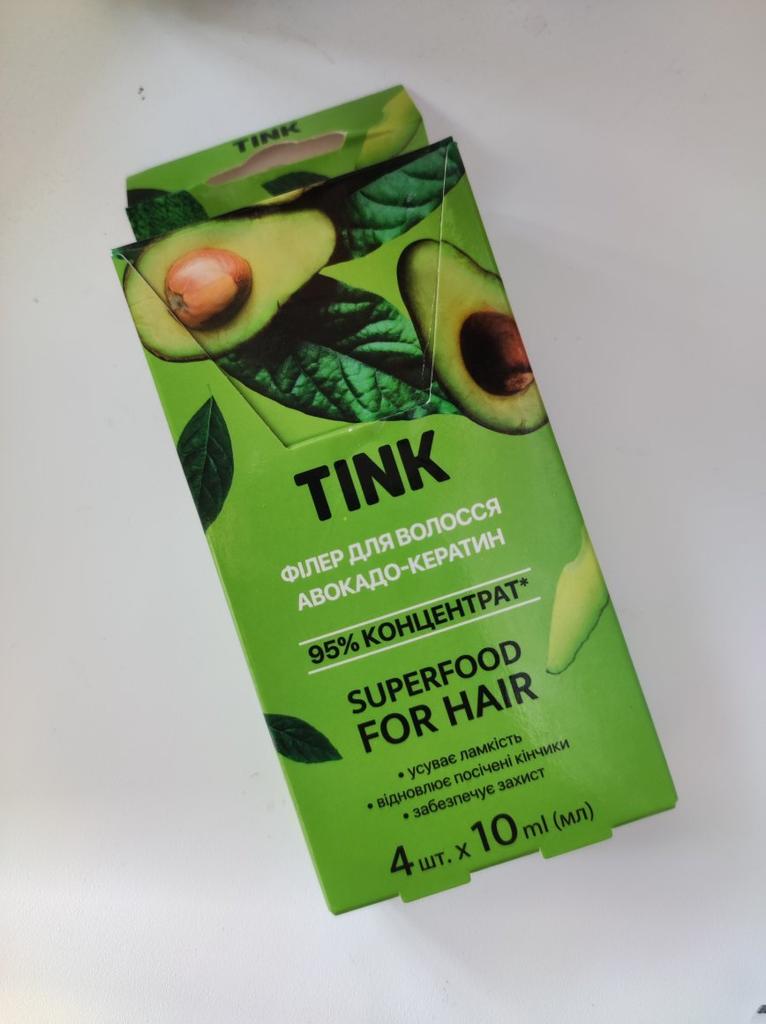 TINK
TINK
ФІЛЕР ДЛЯ ВОЛОССЯ
АВОКАДО-КЕРАТИН
95% КОНЦЕНТРАТ*
SUPERFOOD
FOR HAIR
• усуває ламкість
• відновлює посічені кінчики
• забезпечує захист
4 шт. x 10 ml (мл)